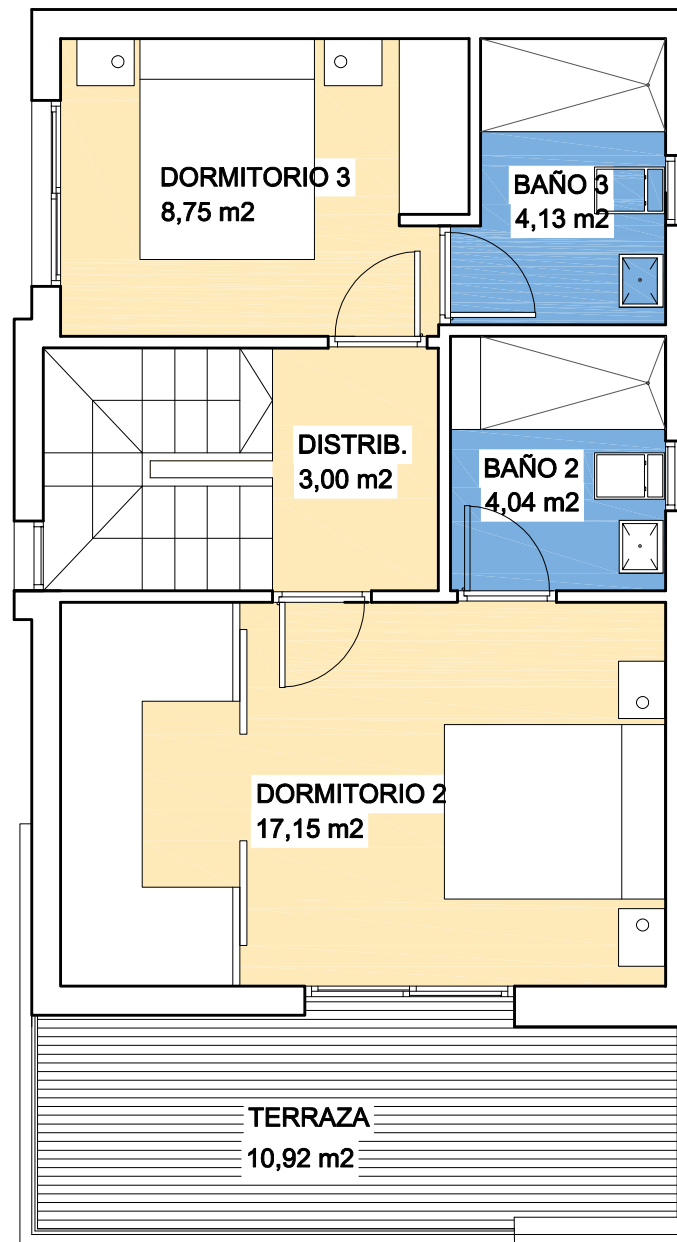 DORMITORIO 3
8,75 m2
BAÑO 3
4,13 m2
DISTRIB.
3,00 m2
BAÑO 2
4,04 m2
DORMITORIO 2
17,15 m2
TERRAZA
10,92 m2